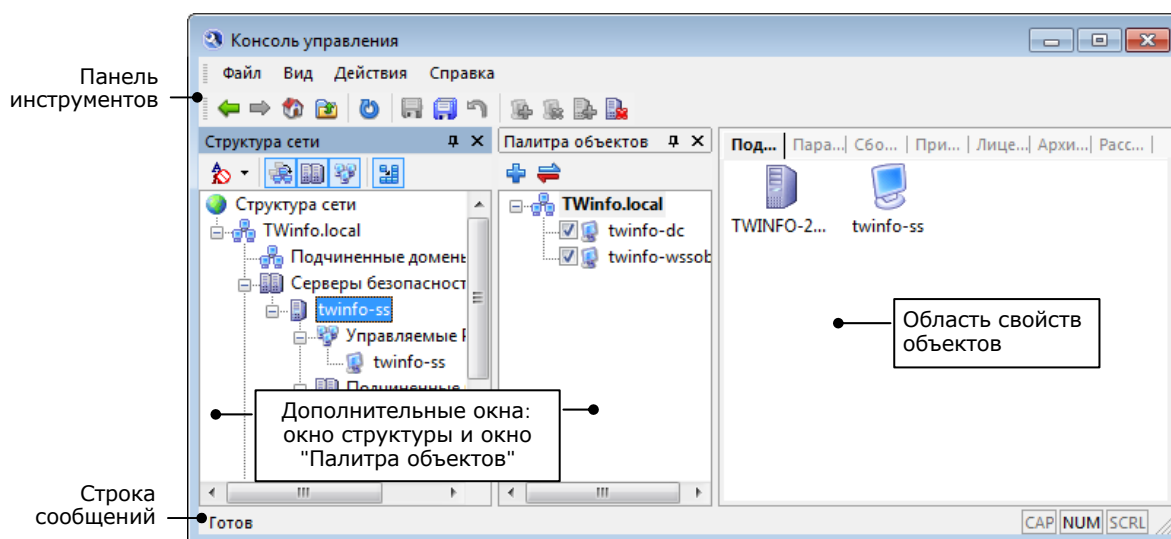 Консоль управления
Файл Вид Действия Справка
Панель
инструментов
Структура сети
Палитра объектов
Под... Пара... Сбо... При... Лице... Архи... Расс...
Структура сети
TWinfo.local
Подчиненные домены
Серверы безопасност
twinfo-ss
Управляемые
twinfo-ss
Подчиненные
TWinfo.local
twinfo-dc
twinfo-wssob
TWINFO-2... twinfo-ss
Область свойств
объектов
Дополнительные окна:
окно структуры и окно
"Палитра объектов"
Строка
сообщений
Готов
CAP NUM SCRL